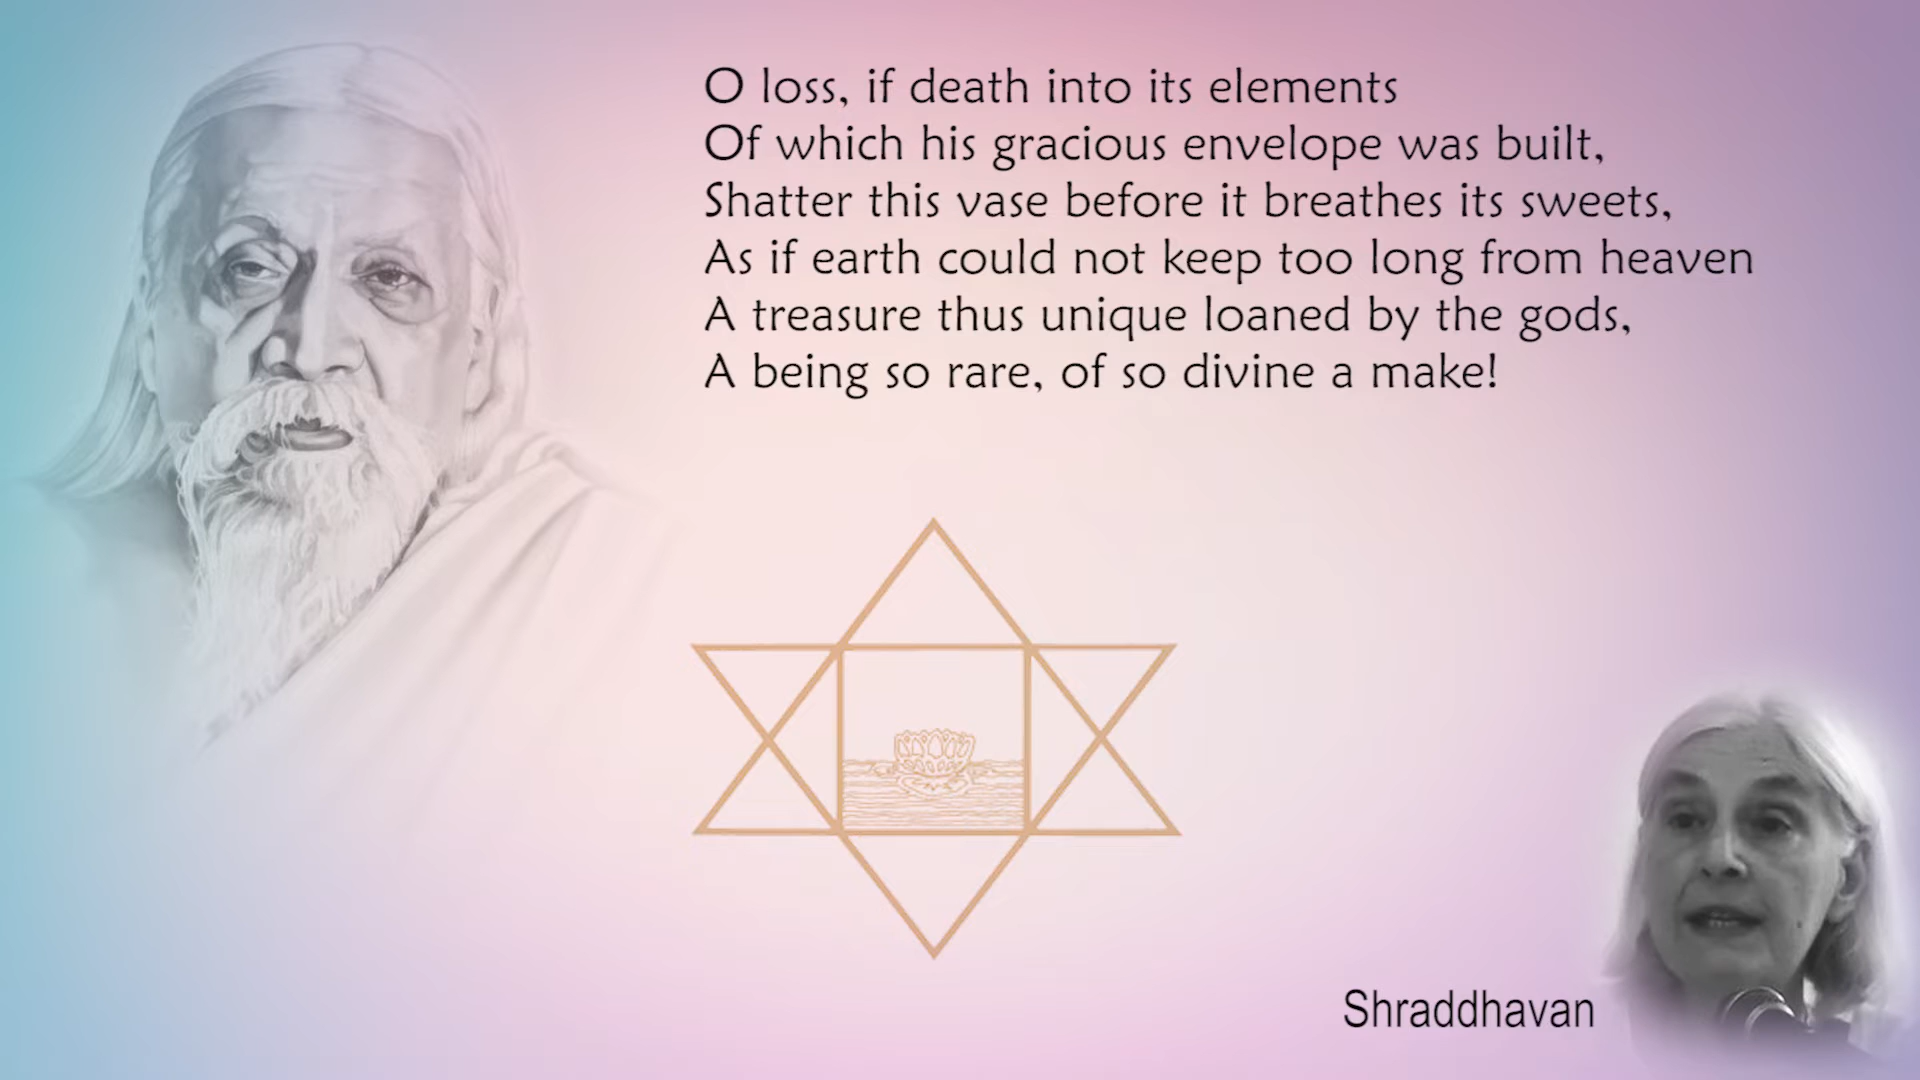 O loss, if death into its elements
Of which his gracious envelope was built,
Shatter this vase before it breathes its sweets,
As if earth could not keep too long from heaven
A treasure thus unique loaned by the gods,
A being so rare, of so divine a make!
Shraddhavan